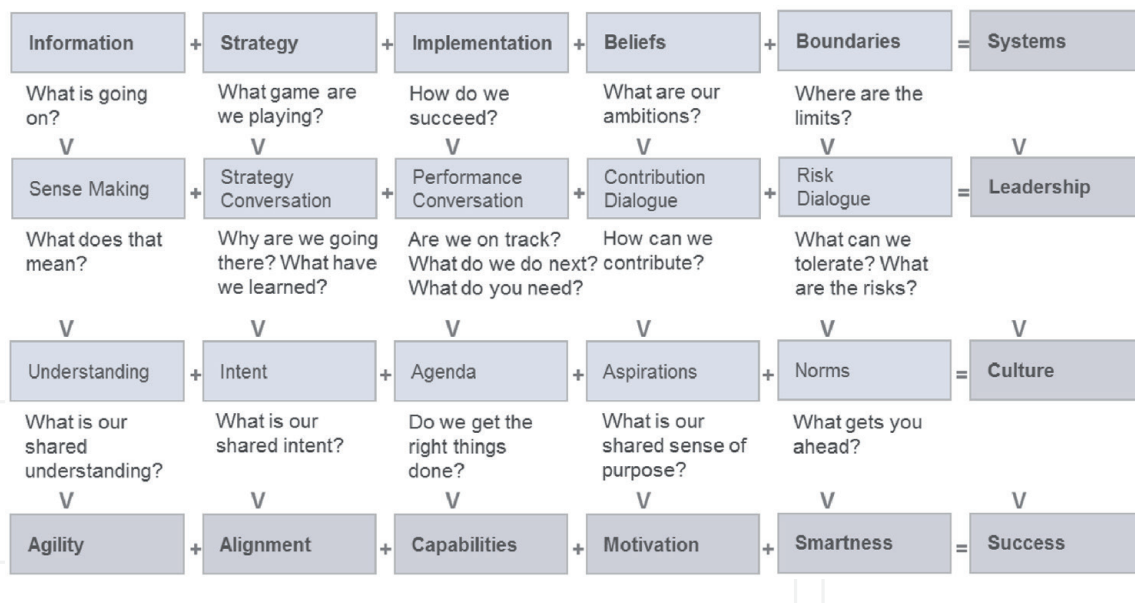 Information + Strategy + Implementation + Beliefs + Boundaries = Systems
What is going on?
What game are we playing?
How do we succeed?
What are our ambitions?
Where are the limits?
V V V V V V
Sense Making + Strategy Conversation + Performance Conversation + Contribution Dialogue + Risk Dialogue = Leadership
What does that mean?
Why are we going there? What have we learned?
Are we on track? What do we do next? What do you need?
How can we contribute?
What can we tolerate? What are the risks?
V V V V V V
Understanding + Intent + Agenda + Aspirations + Norms = Culture
What is our shared understanding?
What is our shared intent?
Do we get the right things done?
What is our shared sense of purpose?
What gets you ahead?
V V V V V V
Agility + Alignment + Capabilities + Motivation + Smartness = Success